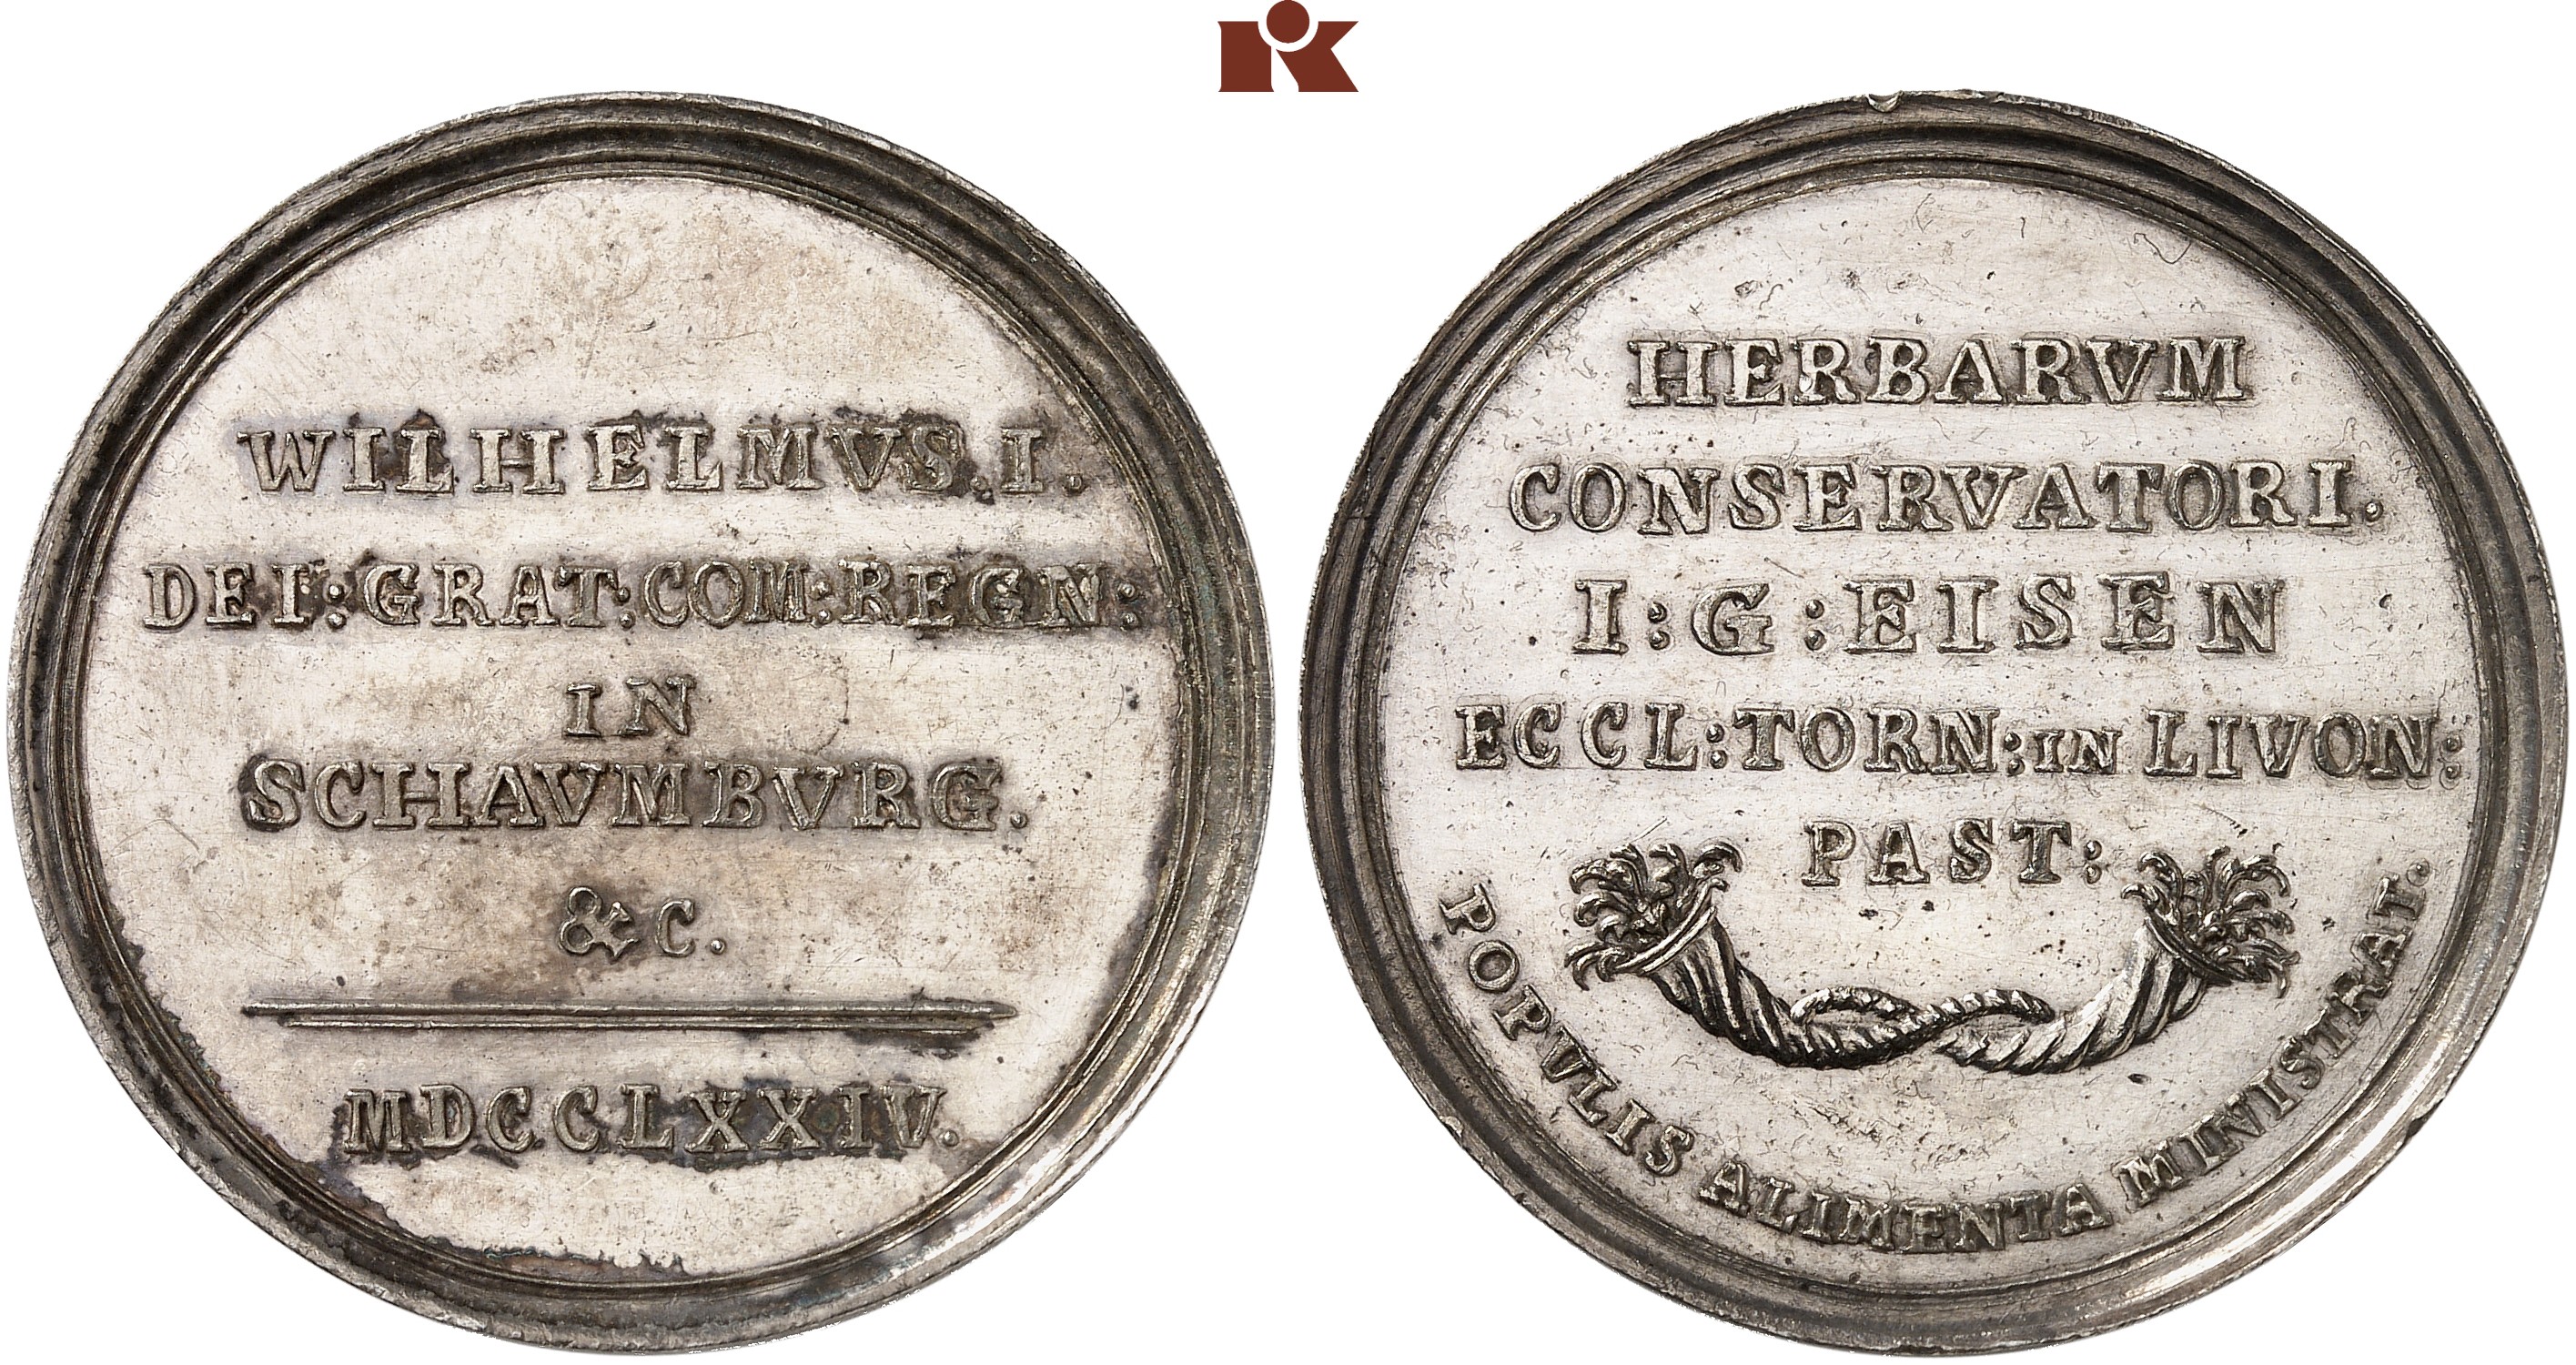 WILHELMVS.I.
DEI:GRAT:COM:REGN:
IN
SCHAVMBVRG.
&C.
MDCCLXXIV.
HERBARVM
CONSERVATORI.
I:G:EISEN
ECCL:TORN:IN LIVON:
PAST:
POPVLIS ALIMENTA MINISTRAT.